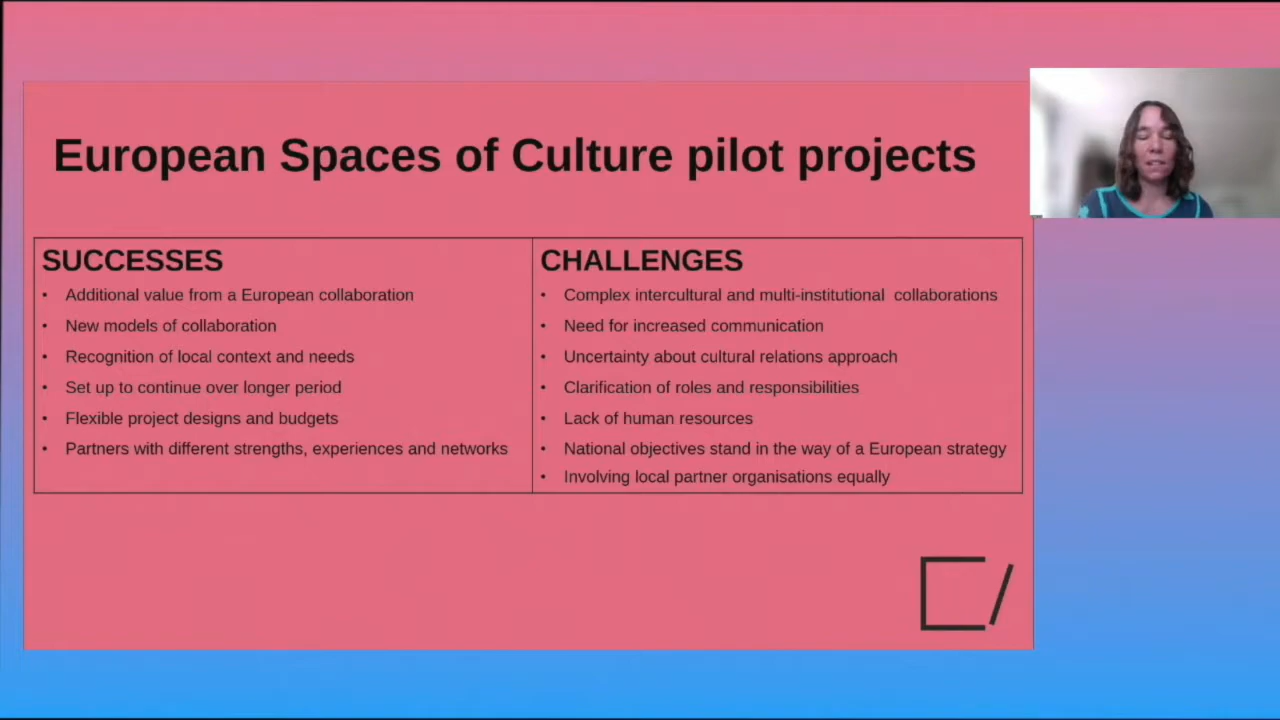 European Spaces of Culture pilot projects
SUCCESSES
• Additional value from a European collaboration
• New models of collaboration
• Recognition of local context and needs
• Set up to continue over longer period
• Flexible project designs and budgets
• Partners with different strengths, experiences and networks
CHALLENGES
• Complex intercultural and multi-institutional  collaborations
• Need for increased communication
• Uncertainty about cultural relations approach
• Clarification of roles and responsibilities
• Lack of human resources
• National objectives stand in the way of a European strategy
• Involving local partner organisations equally